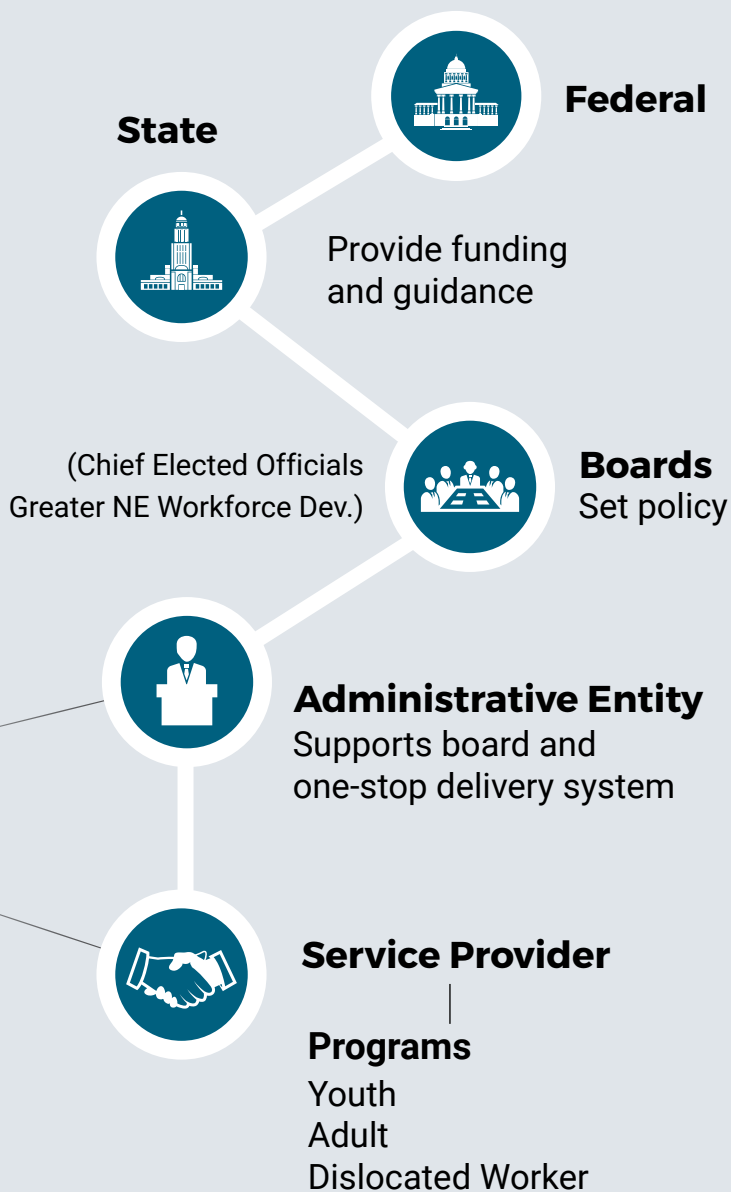 Federal
State
Provide funding
and guidance
(Chief Elected Officials
Greater NE Workforce Dev.)
Boards
Set policy
Administrative Entity
Supports board and
one-stop delivery system
Service Provider
Programs
Youth
Adult
Dislocated Worker